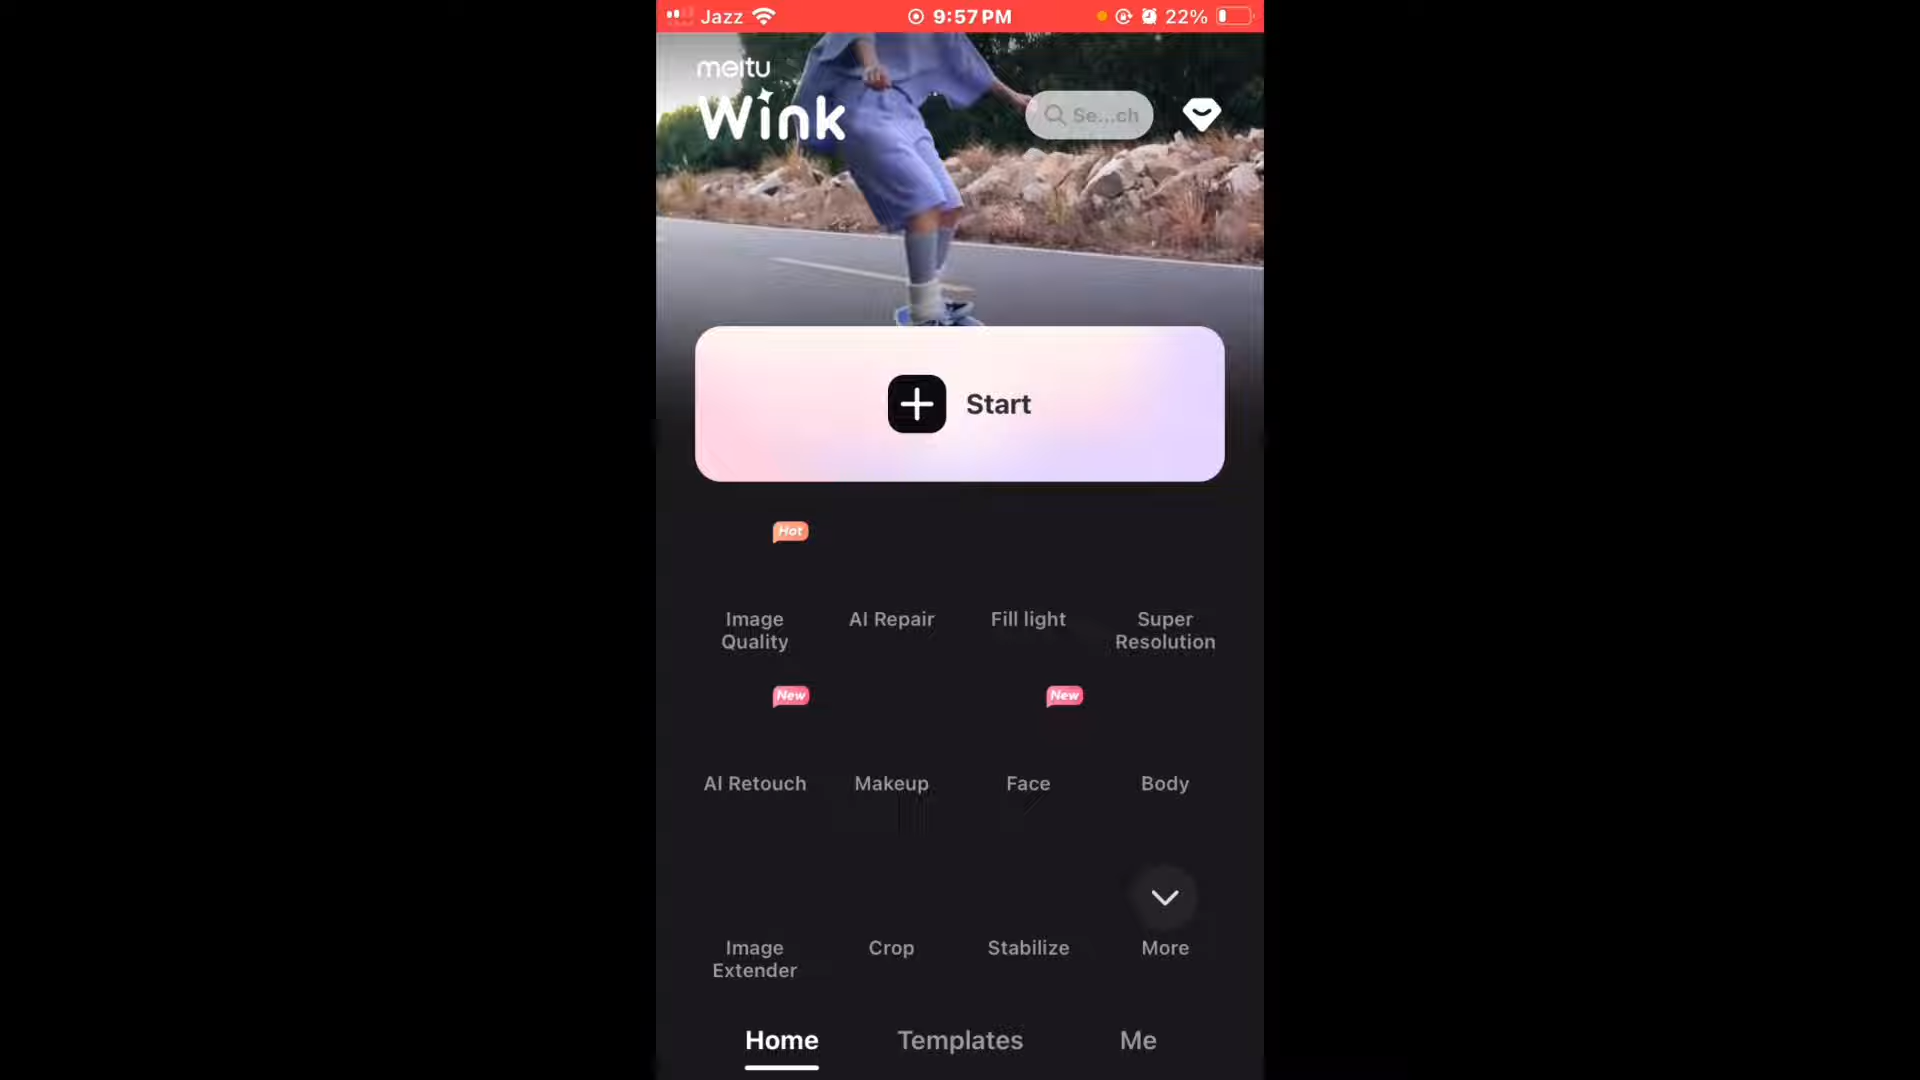 Jazz 9:57 PM 22%
meitu
Wink
Se...ch
Start
Hot
Image Quality
AI Repair
Fill light
Super Resolution
New
New
AI Retouch
Makeup
Face
Body
Image Extender
Crop
Stabilize
More
Home
Templates
Me